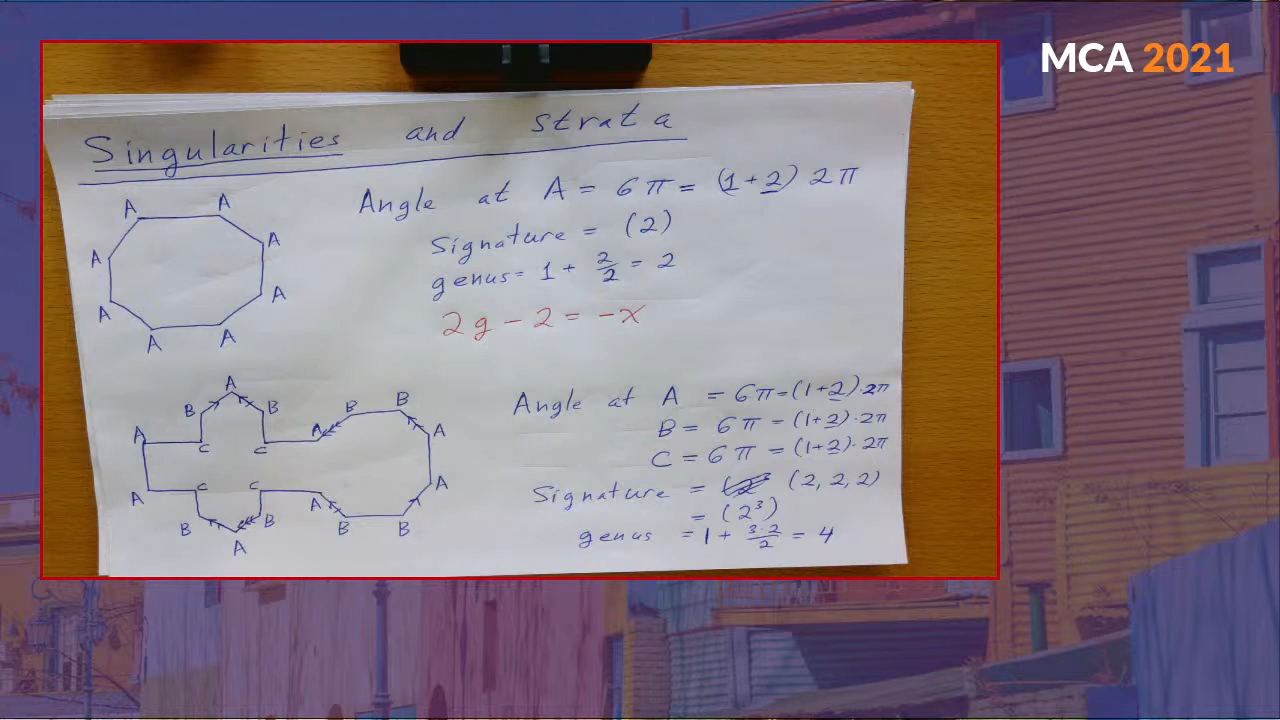 MCA 2021
Singularities and strata
A A
A A
A A
A A
Angle at A = 6π = (1+2) 2π
Signature = (2)
genus = 1 + 2/2 = 2
2g - 2 = -χ
A
B B
A C C A B B A
A C C A B B A
B B
A
Angle at A = 6π = (1+2)·2π
B = 6π = (1+2)·2π
C = 6π = (1+2)·2π
Signature = (2, 2, 2)
= (2³)
genus = 1 + 3·2/2 = 4